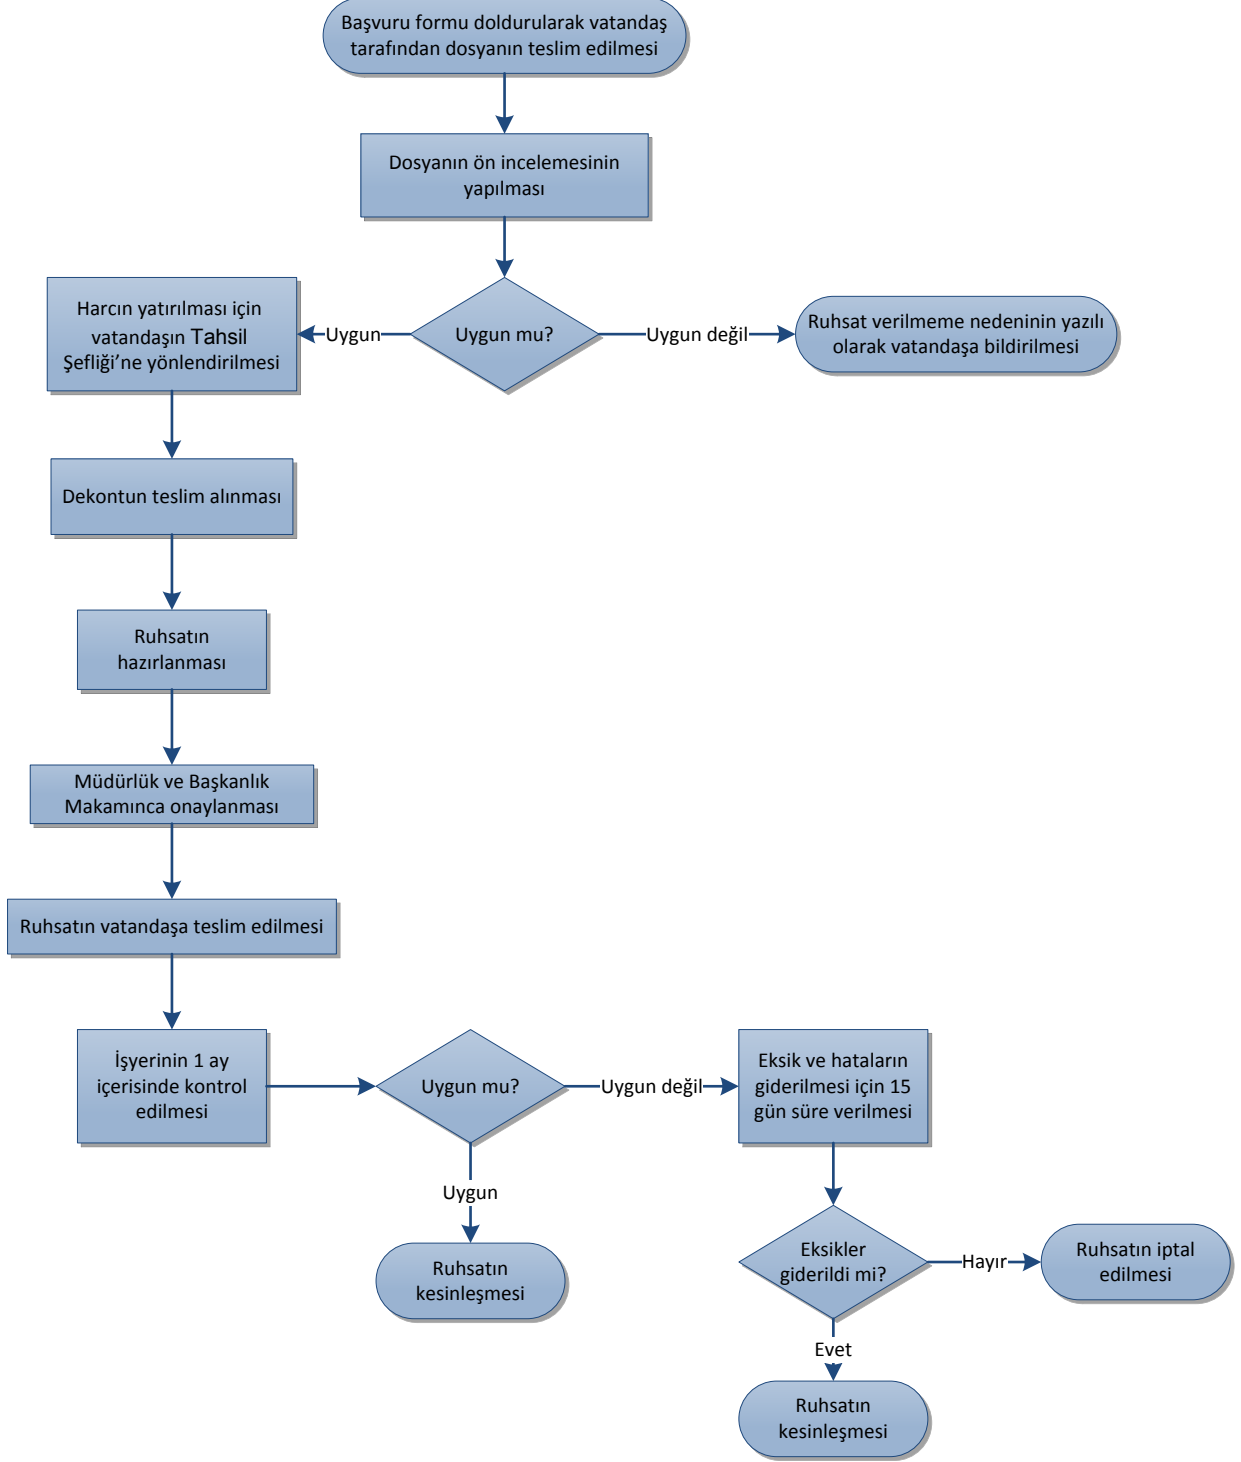 Başvuru formu doldurularak vatandaş
tarafından dosyanın teslim edilmesi
Dosyanın ön incelemesinin
yapılması
Harcın yatırılması için
vatandaşın Tahsil
Şefliği’ne yönlendirilmesi
Uygun
Uygun mu?
Uygun değil
Ruhsat verilmeme nedeninin yazılı
olarak vatandaşa bildirilmesi
Dekontun teslim alınması
Ruhsatın
hazırlanması
Müdürlük ve Başkanlık
Makamınca onaylanması
Ruhsatın vatandaşa teslim edilmesi
İşyerinin 1 ay
içerisinde kontrol
edilmesi
Uygun mu?
Uygun değil
Eksik ve hataların
giderilmesi için 15
gün süre verilmesi
Uygun
Ruhsatın
kesinleşmesi
Eksikler
giderildi mi?
Hayır
Ruhsatın iptal
edilmesi
Evet
Ruhsatın
kesinleşmesi